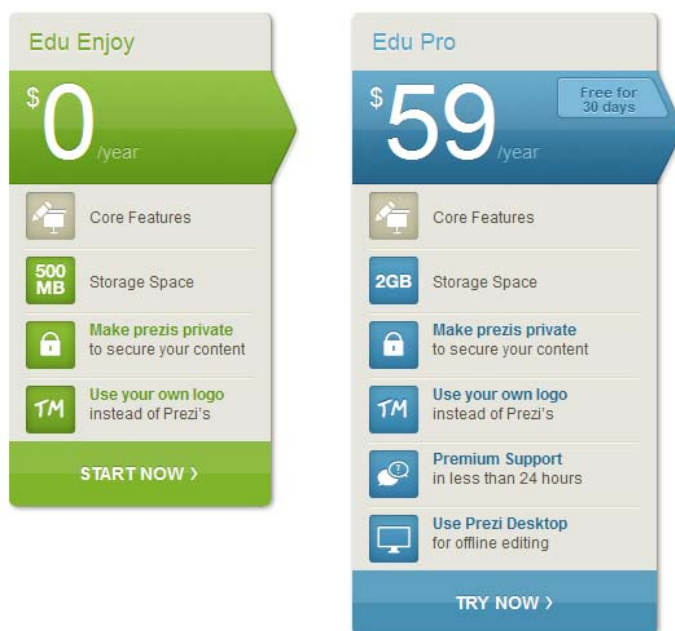 Edu Enjoy
$0/year
Core Features
500
MB
Storage Space
Make prezis private
to secure your content
TM
Use your own logo
instead of Prezi's
START NOW >
Edu Pro
$59/year
Free for
30 days
Core Features
2GB
Storage Space
Make prezis private
to secure your content
TM
Use your own logo
instead of Prezi's
?
Premium Support
in less than 24 hours
Use Prezi Desktop
for offline editing
TRY NOW >